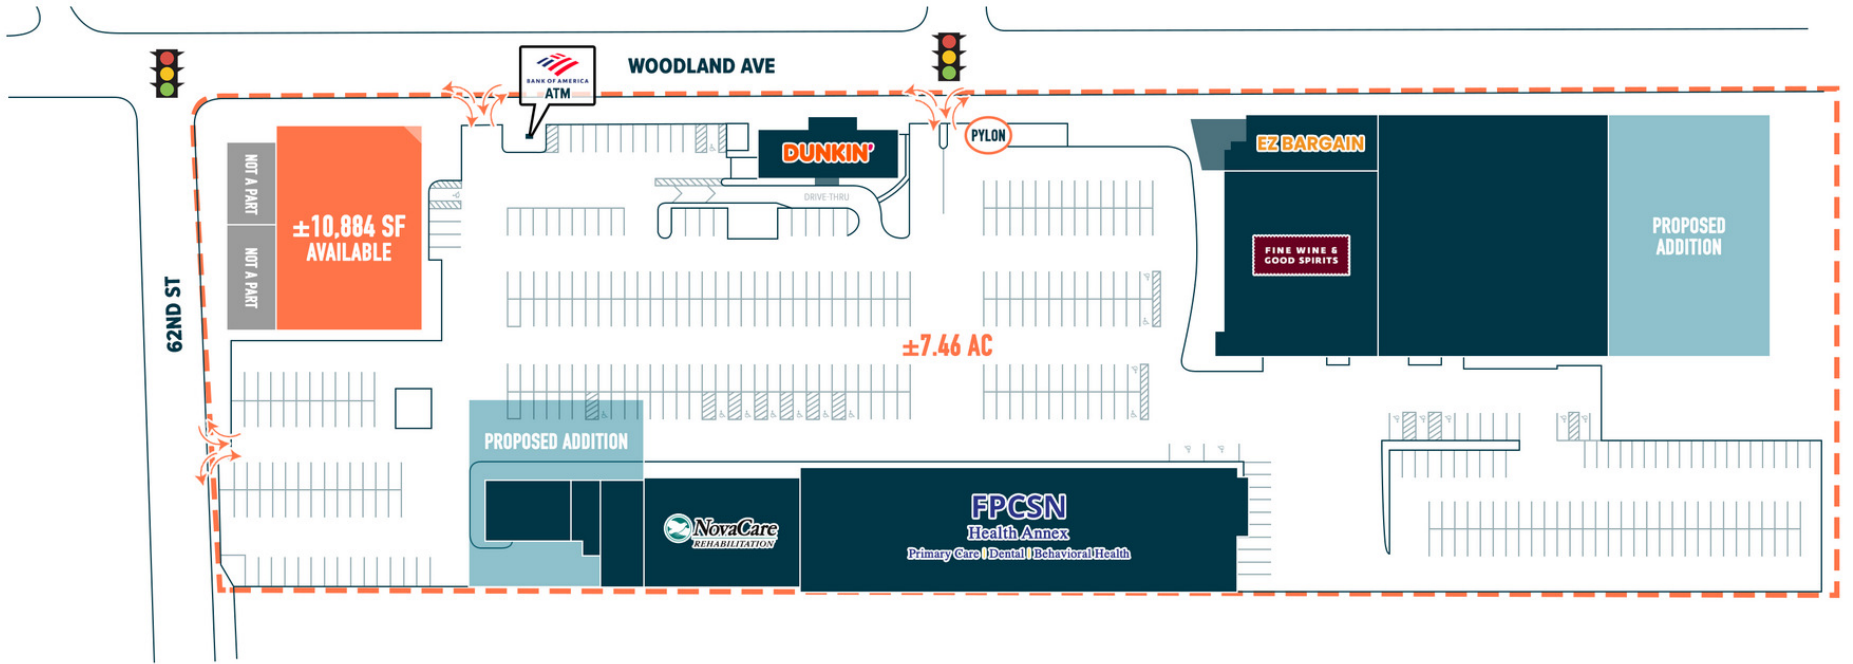 WOODLAND AVE
BANK OF AMERICA
ATM
PYLON
DUNKIN'
DRIVE-THRU
EZ BARGAIN
NOT A PART
NOT A PART
±10,884 SF
AVAILABLE
FINE WINE &
GOOD SPIRITS
PROPOSED
ADDITION
62ND ST
±7.46 AC
PROPOSED ADDITION
NovaCare
REHABILITATION
FPCSN
Health Annex
Primary Care | Dental | Behavioral Health